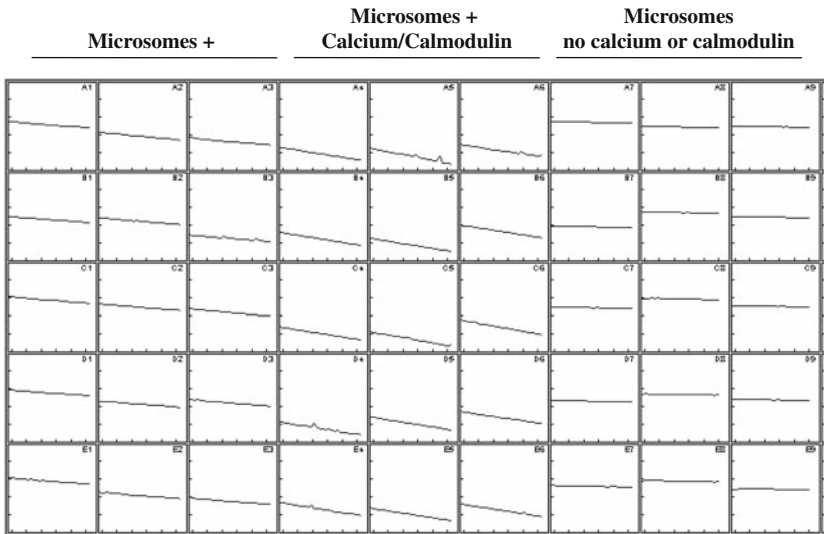 Microsomes +
Microsomes +
Calcium/Calmodulin
Microsomes
no calcium or calmodulin
A1 A2 A3 A4 A5 A6 A7 A8 A9
B1 B2 B3 B4 B5 B6 B7 B8 B9
C1 C2 C3 C4 C5 C6 C7 C8 C9
D1 D2 D3 D4 D5 D6 D7 D8 D9
E1 E2 E3 E4 E5 E6 E7 E8 E9